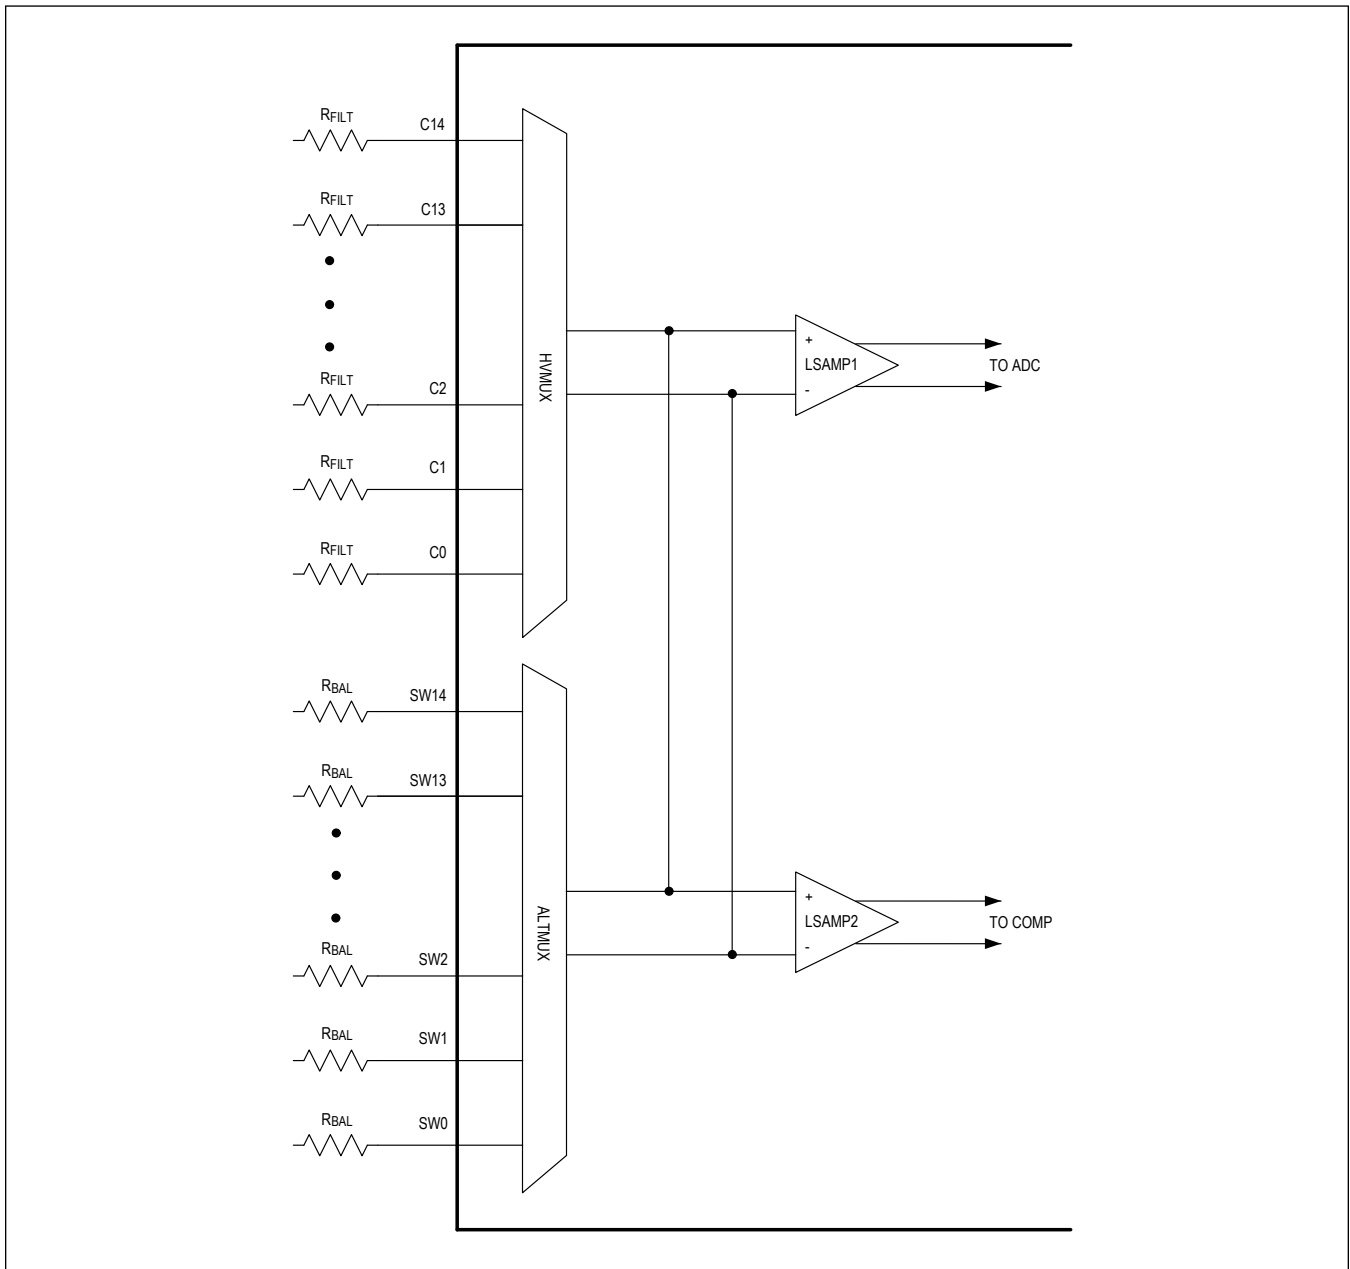 RFILT
C14
RFILT
C13
RFILT
C2
RFILT
C1
RFILT
C0
HVMUX
+
LSAMP1
-
TO ADC
RBAL
SW14
RBAL
SW13
RBAL
SW2
RBAL
SW1
RBAL
SW0
ALTMUX
+
LSAMP2
-
TO COMP